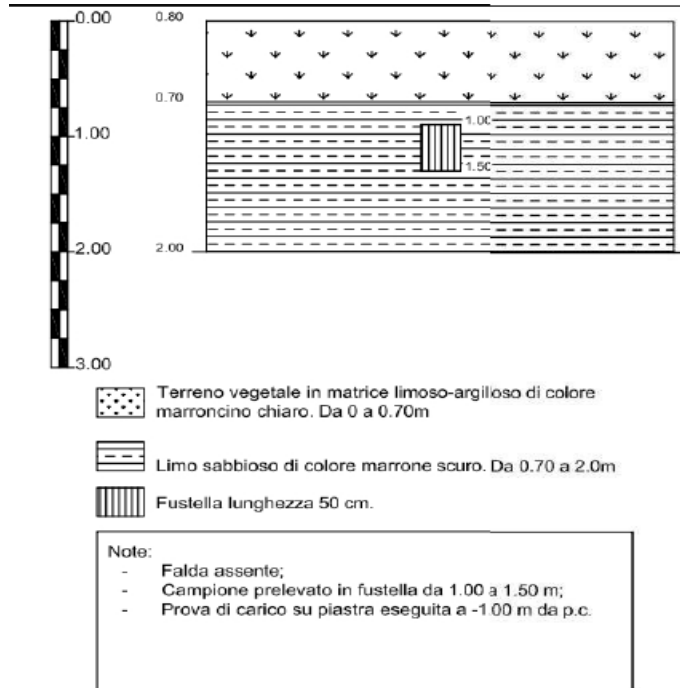 0.00 0.80
0.70
1.00 1.00
1.50
2.00 2.00
3.00
Terreno vegetale in matrice limoso-argilloso di colore
marroncino chiaro. Da 0 a 0.70m
Limo sabbioso di colore marrone scuro. Da 0.70 a 2.0m
Fustella lunghezza 50 cm.
Note:
- Falda assente;
- Campione prelevato in fustella da 1.00 a 1.50 m;
- Prova di carico su piastra eseguita a -1 00 m da p.c.